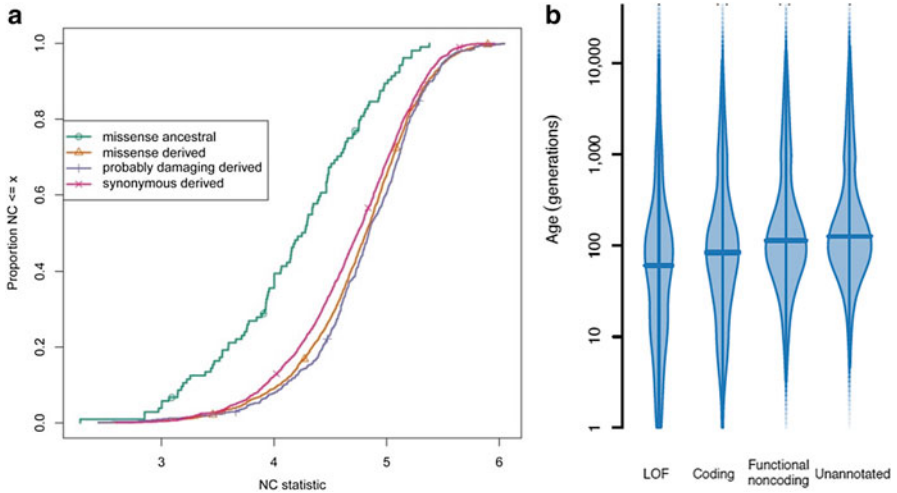 a
Proportion NC <= x
1.0
0.8
0.6
0.4
0.2
0.0
missense ancestral
missense derived
probably damaging derived
synonymous derived
3
4
5
6
NC statistic
b
Age (generations)
10,000
1,000
100
10
1
LOF
Coding
Functional
noncoding
Unannotated